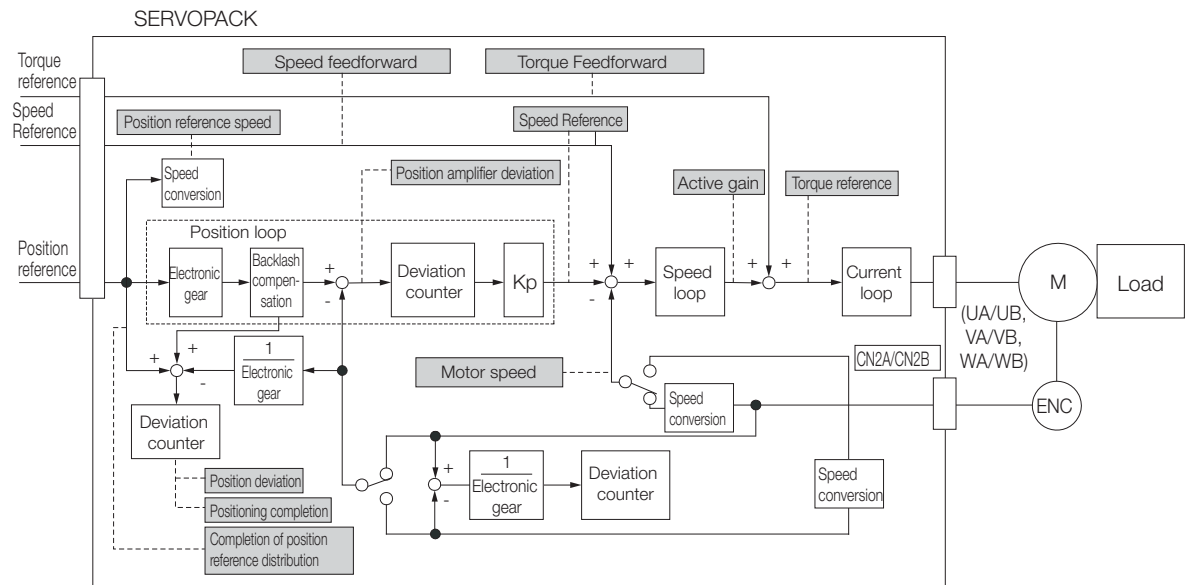 SERVOPACK
Torque
reference
Speed
Reference
Speed feedforward
Torque Feedforward
Position reference speed
Speed Reference
Speed
conversion
Position amplifier deviation
Active gain
Torque reference
Position
reference
Position loop
Electronic
gear
Backlash
compen-
sation
+
-
Deviation
counter
Kp
+
+
-
Speed
loop
+
+
Current
loop
M
Load
(UA/UB,
VA/VB,
WA/WB)
+
+
-
1
Electronic
gear
Motor speed
CN2A/CN2B
Speed
conversion
ENC
Deviation
counter
+
-
1
Electronic
gear
Deviation
counter
Speed
conversion
Position deviation
Positioning completion
Completion of position
reference distribution